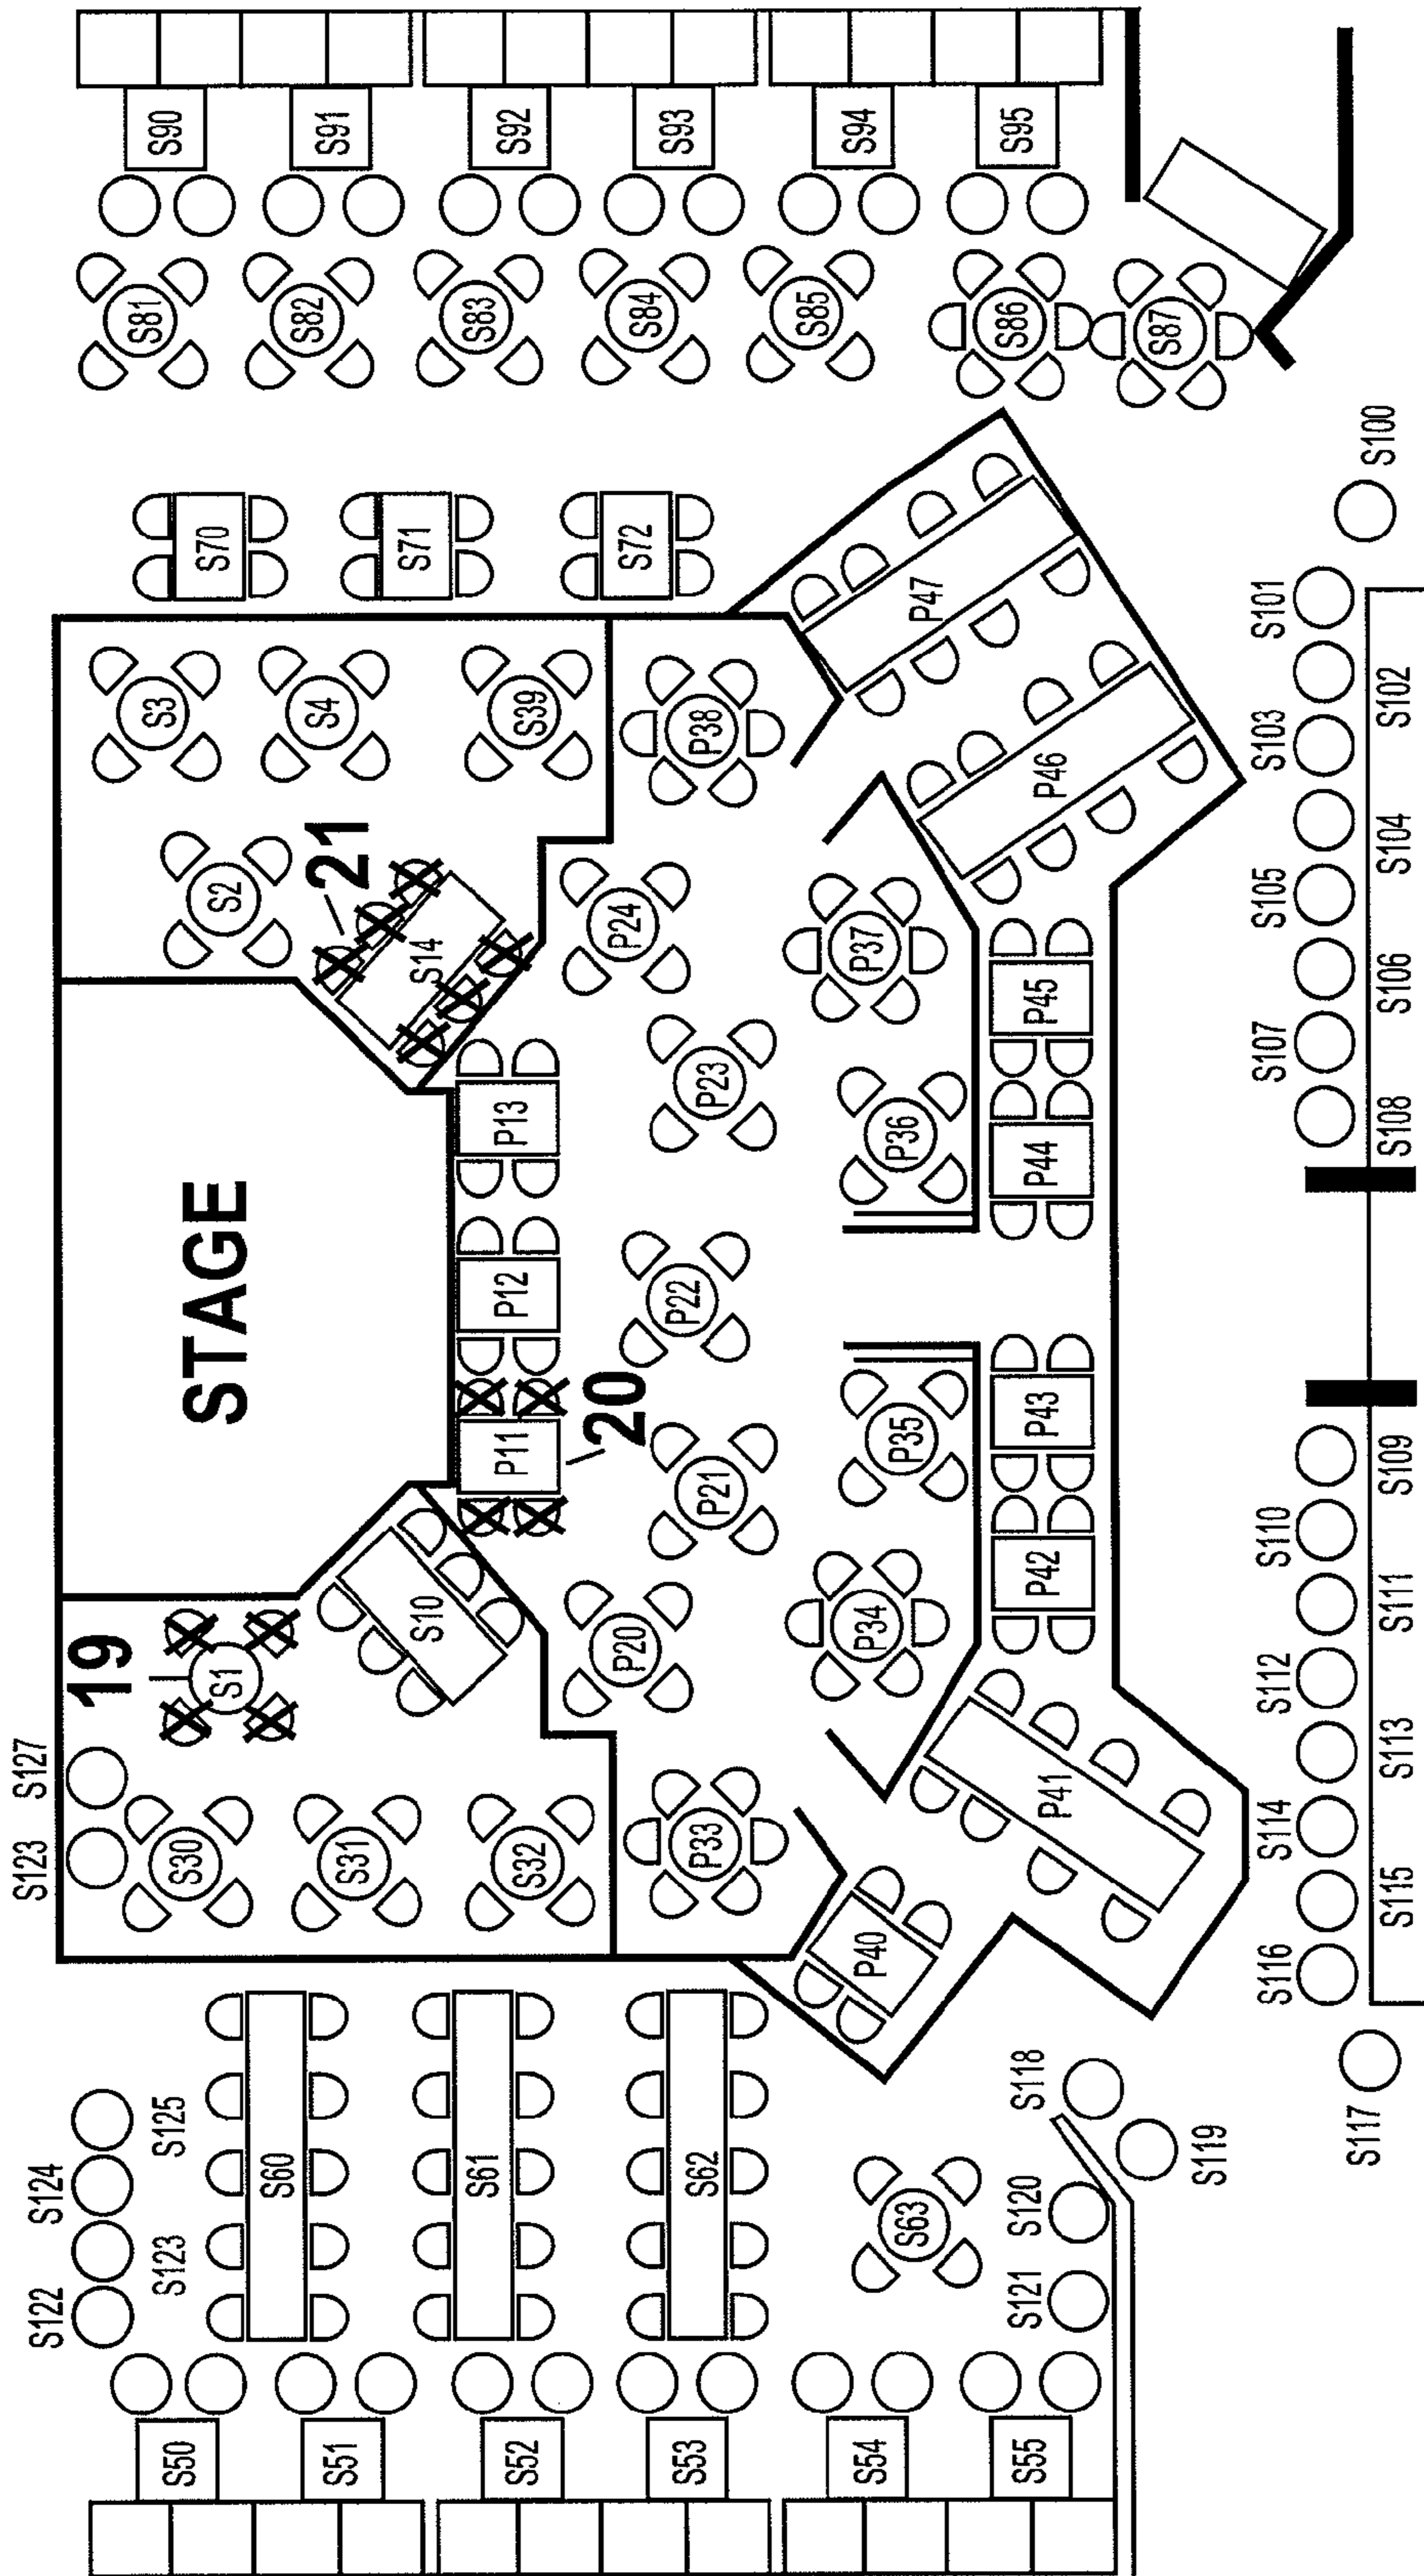 S122
S124
S123
S127
19
S123
S125
S50
S30
S3
S81
S90
STAGE
S1
S2
S70
S60
S51
S31
S4
S82
S91
21
S10
S14
S71
S61
S52
S32
P11
P12
P13
S39
S83
S92
20
P20
P24
S72
S84
S93
S53
S62
P33
P21
P22
P23
P38
S85
S94
S54
P40
P34
P35
P36
P37
P47
S63
S55
P41
P42
P43
P44
P45
P46
S86
S95
S121
S120
S118
S87
S119
S116
S114
S112
S110
S107
S105
S103
S101
S117
S115
S113
S111
S109
S108
S106
S104
S102
S100